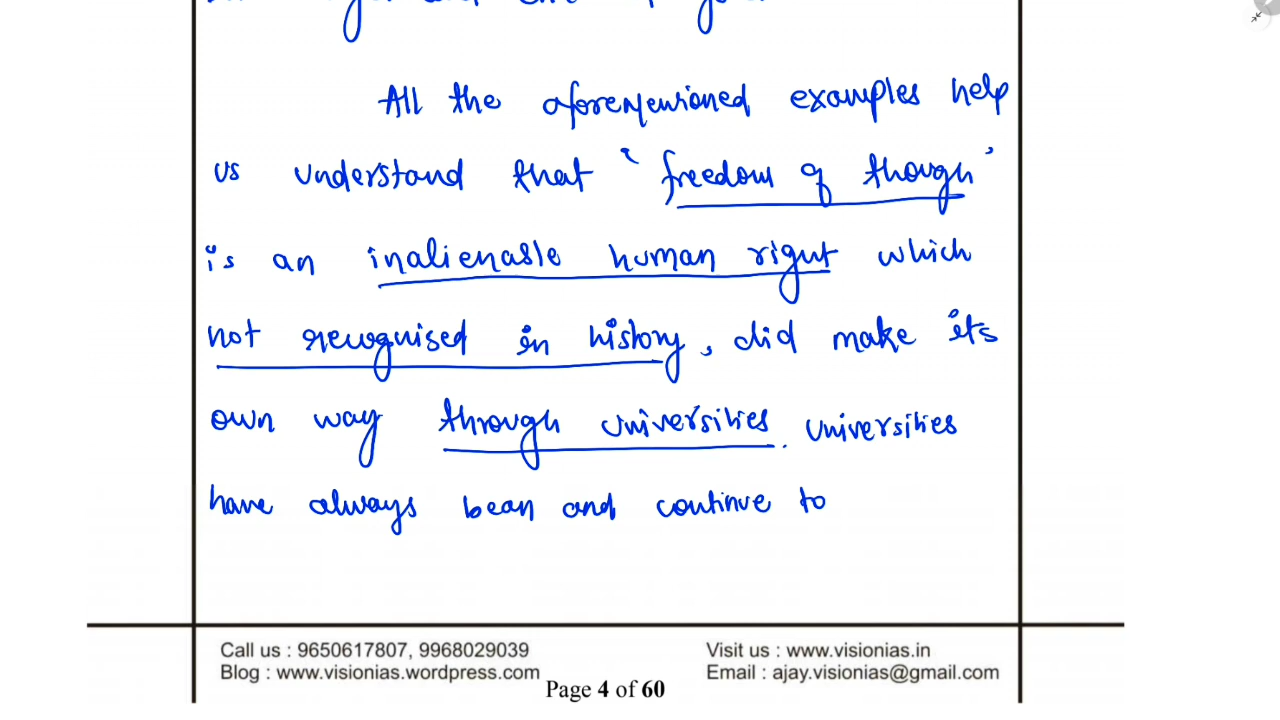 All the aforementioned examples help
us understand that 'freedom of though'
is an inalienable human right which
not recognised in history, did make its
own way through universities. Universities
have always been and continue to
Call us : 9650617807, 9968029039
Visit us : www.visionias.in
Blog : www.visionias.wordpress.com
Email : ajay.visionias@gmail.com
Page 4 of 60